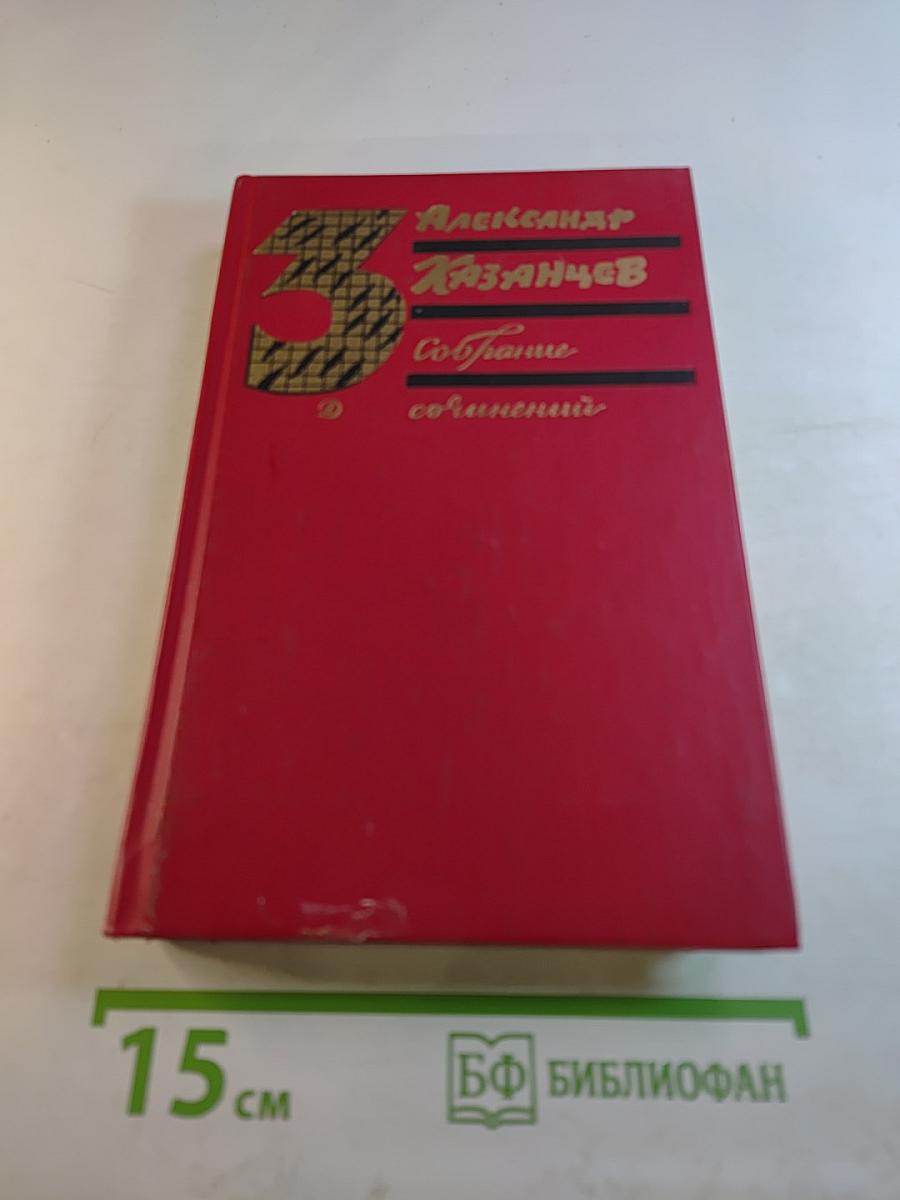 3
Александр
Казанцев
Собрание
сочинений
Д
15 см
БФ БИБЛИОФАН